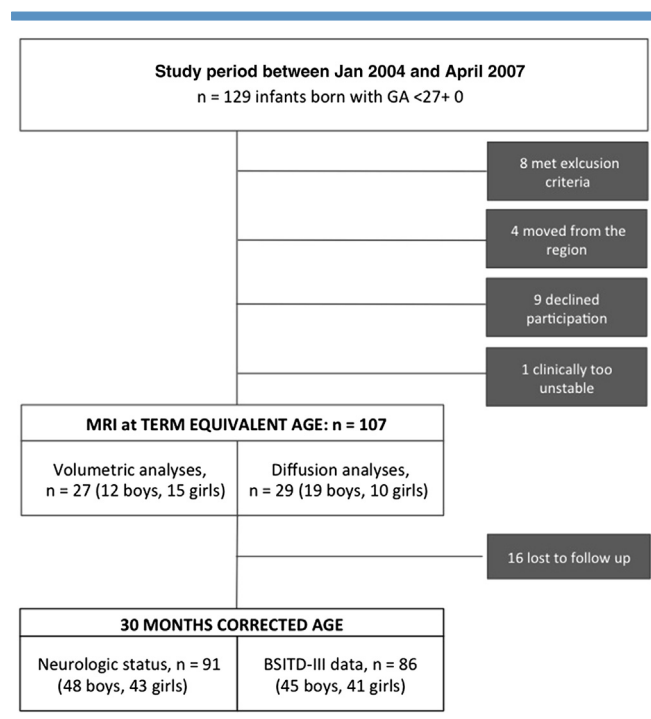 Study period between Jan 2004 and April 2007
n = 129 infants born with GA <27+ 0
8 met exlcusion
criteria
4 moved from the
region
9 declined
participation
1 clinically too
unstable
MRI at TERM EQUIVALENT AGE: n = 107
Volumetric analyses,
n = 27 (12 boys, 15 girls)
Diffusion analyses,
n = 29 (19 boys, 10 girls)
16 lost to follow up
30 MONTHS CORRECTED AGE
Neurologic status, n = 91
(48 boys, 43 girls)
BSITD-III data, n = 86
(45 boys, 41 girls)